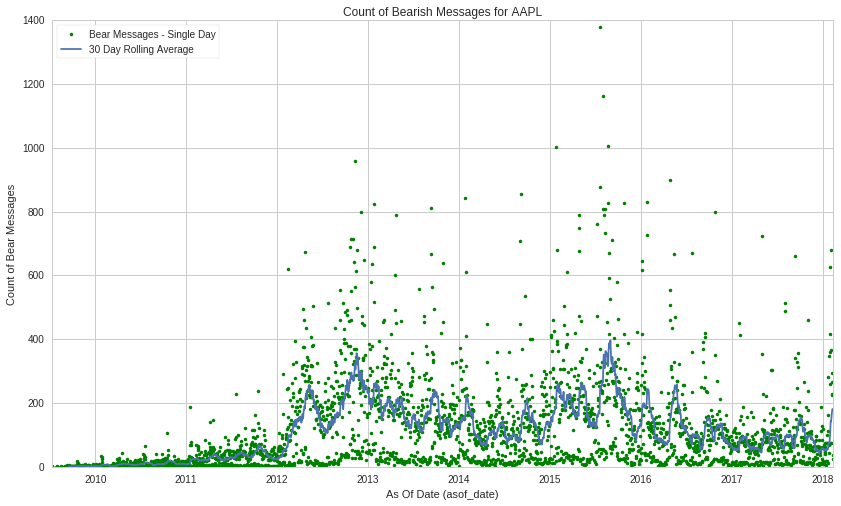 Count of Bearish Messages for AAPL
Bear Messages - Single Day
30 Day Rolling Average
Count of Bear Messages
1400
1200
1000
800
600
400
200
0
2010 2011 2012 2013 2014 2015 2016 2017 2018
As Of Date (asof_date)